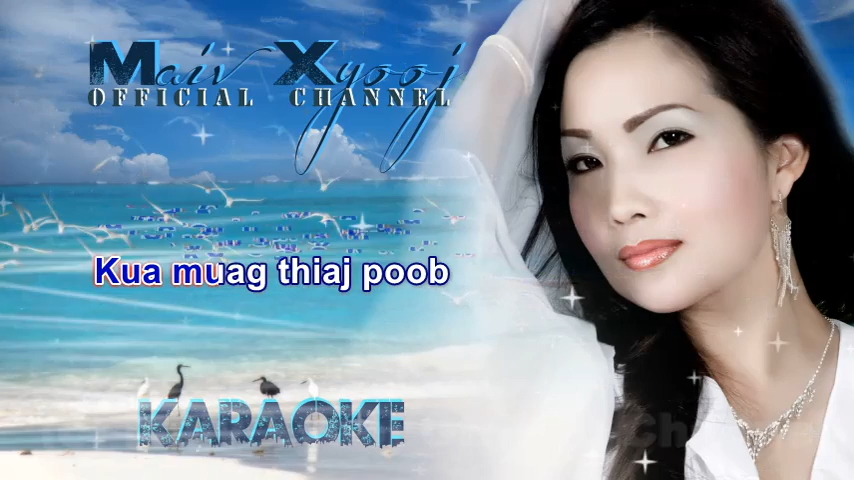 Maiv Xyooj
OFFICIAL CHANNEL
Kua muag thiaj poob
KARAOKE